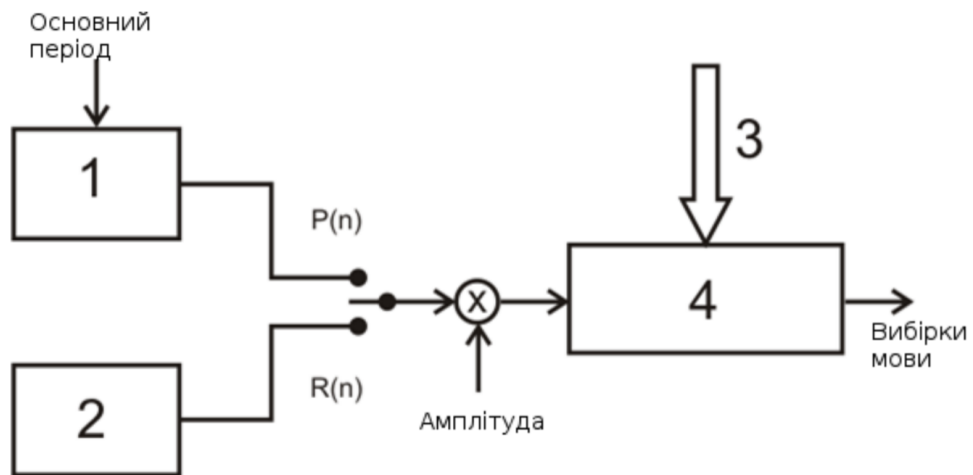 Основний
період
1
3
P(n)
4
X
Вибірки
мови
R(n)
2
Амплітуда